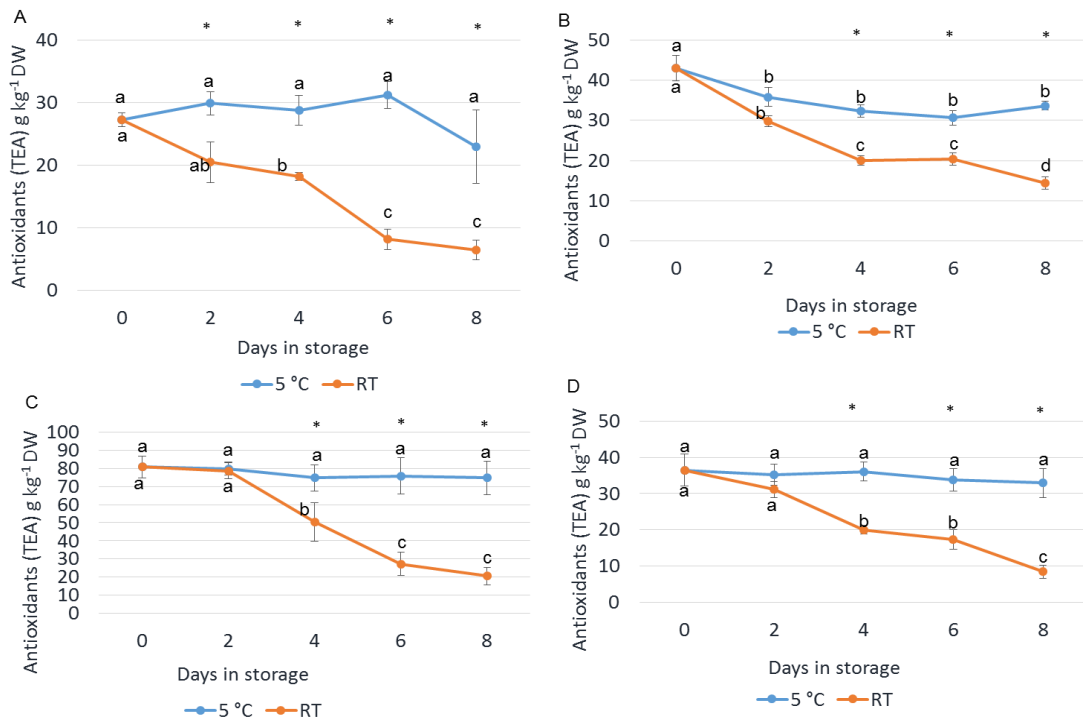 A
* * * *
40
30
20
10
0
Antioxidants (TEA) g kg⁻¹ DW
a a a a a
a ab b c c
0 2 4 6 8
Days in storage
5 °C RT
B
* * *
50
40
30
20
10
0
Antioxidants (TEA) g kg⁻¹ DW
a b b b b
a b c c d
0 2 4 6 8
Days in storage
5 °C RT
C
* * *
100
90
80
70
60
50
40
30
20
10
0
Antioxidants (TEA) g kg⁻¹ DW
a a a a a
a a b c c
0 2 4 6 8
Days in storage
5 °C RT
D
* * *
50
40
30
20
10
0
Antioxidants (TEA) g kg⁻¹ DW
a a a a a
a a b b c
0 2 4 6 8
Days in storage
5 °C RT